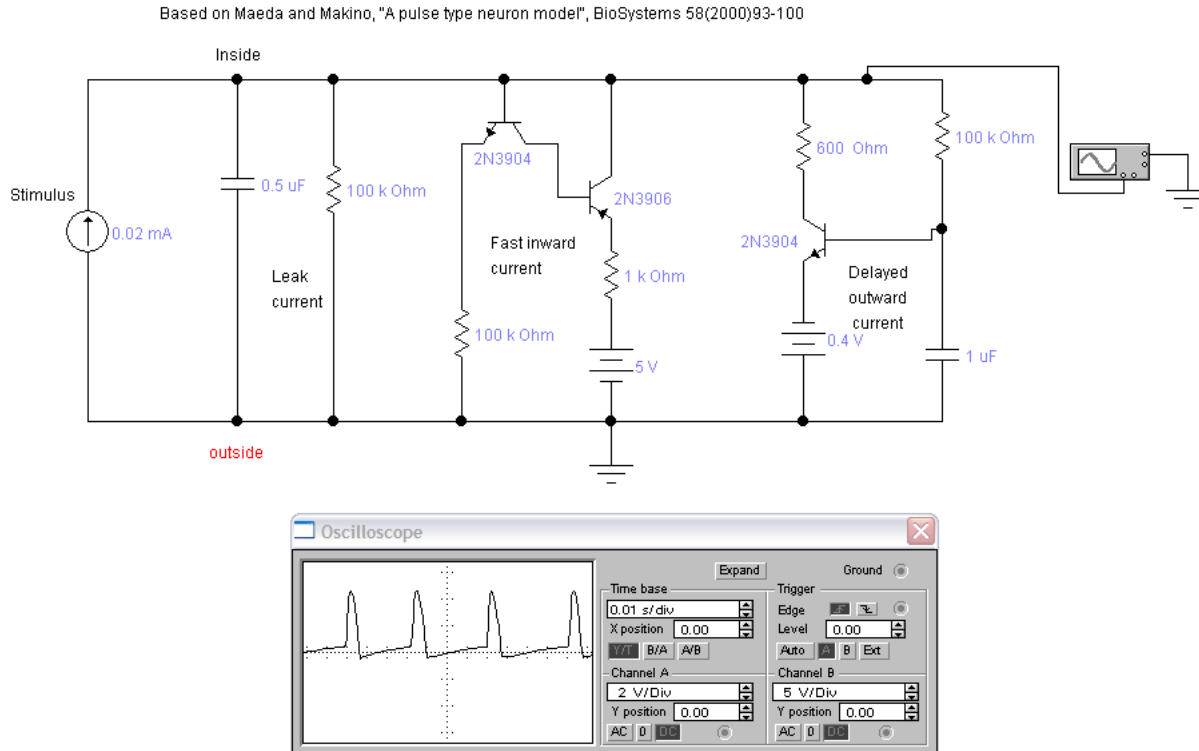 Based on Maeda and Makino, "A pulse type neuron model", BioSystems 58(2000)93-100
Inside
Stimulus
0.02 mA
0.5 uF
100 k Ohm
Leak
current
2N3904
100 k Ohm
Fast inward
current
2N3906
1 k Ohm
5 V
600 Ohm
2N3904
0.4 V
Delayed
outward
current
100 k Ohm
1 uF
outside
Oscilloscope
Expand
Ground
Time base
0.01 s/div
X position 0.00
Y/T B/A A/B
Trigger
Edge
Level 0.00
Auto A B Ext
Channel A
2 V/Div
Y position 0.00
AC 0 DC
Channel B
5 V/Div
Y position 0.00
AC 0 DC